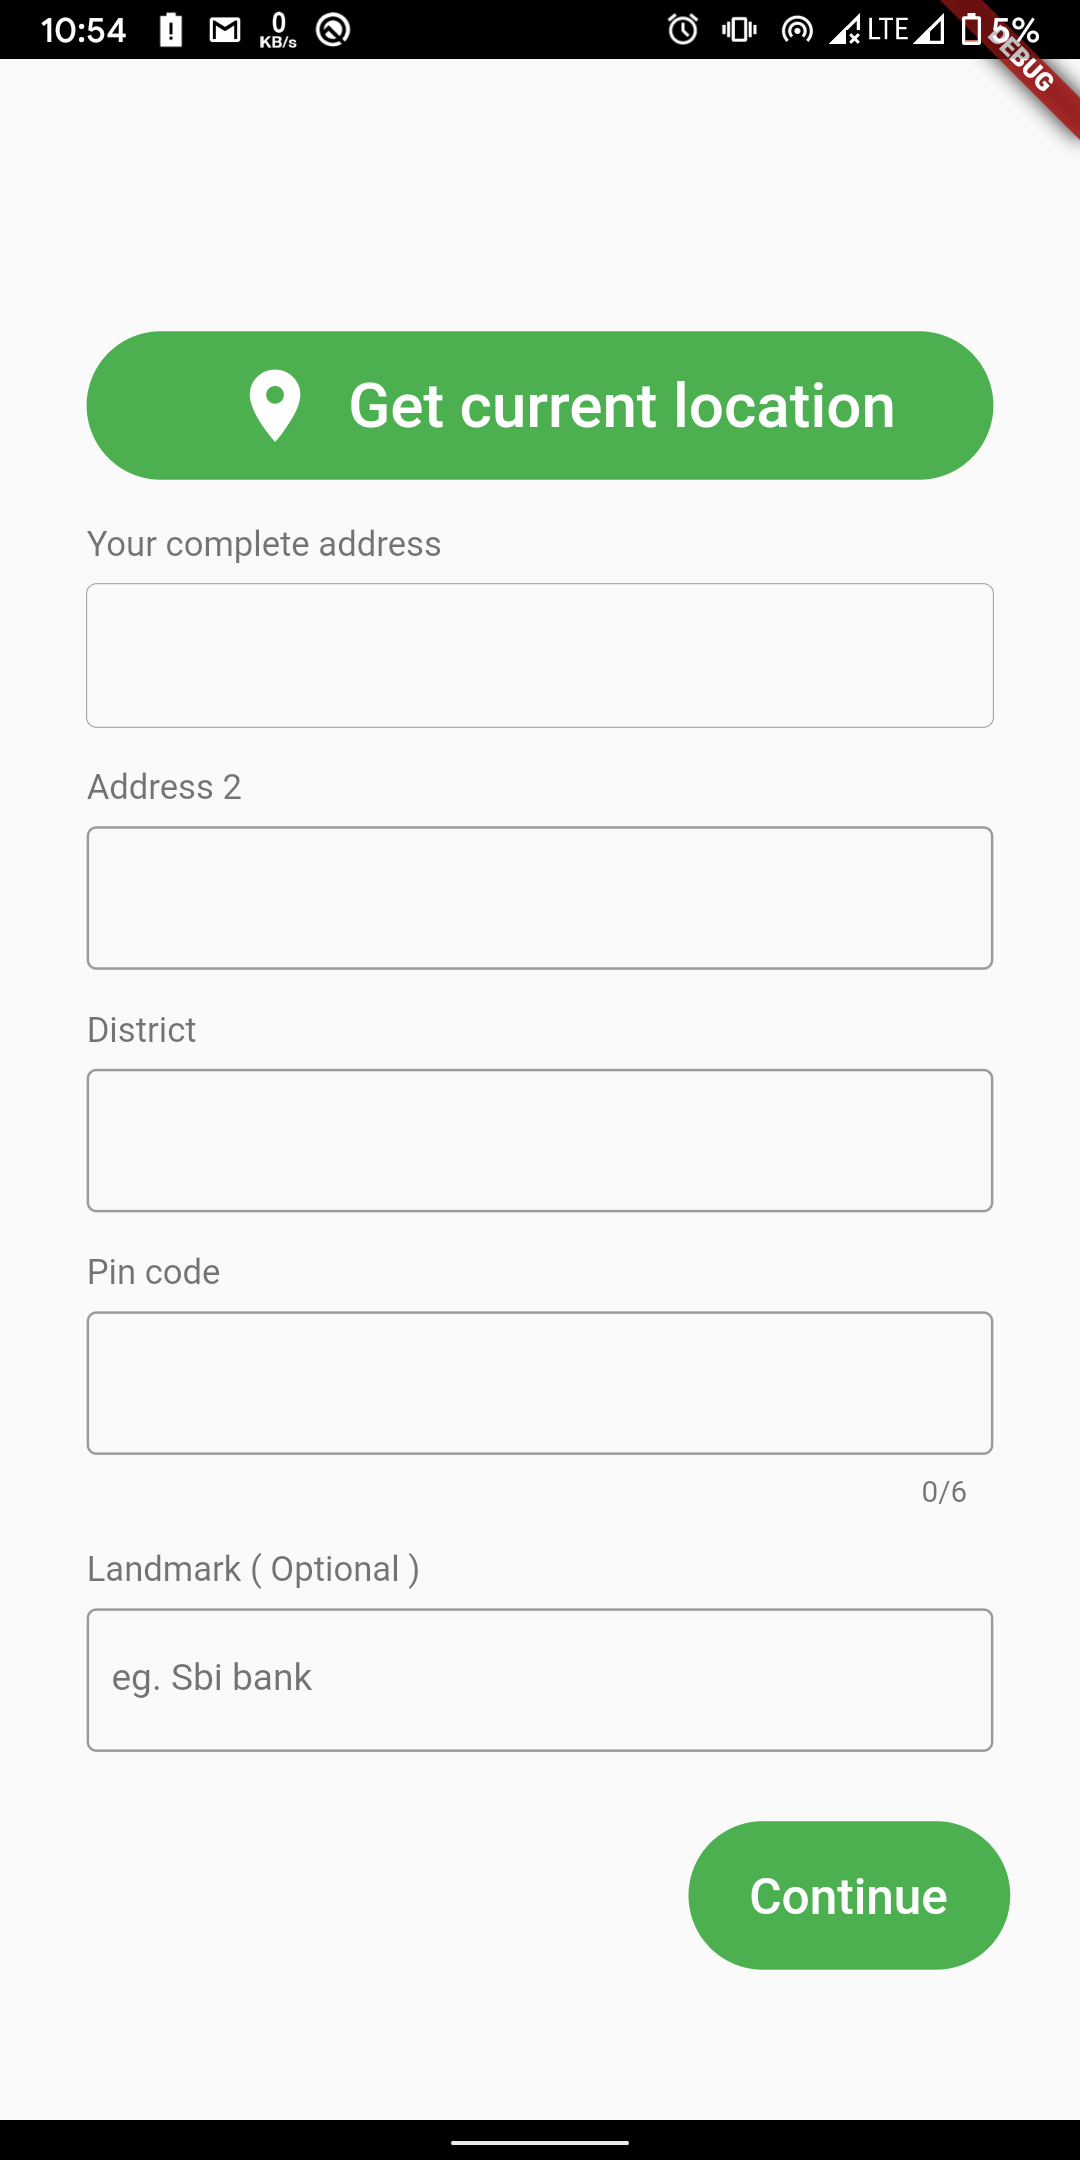 10:54 0 KB/s LTE 5%
DEBUG
Get current location
Your complete address
Address 2
District
Pin code
0/6
Landmark ( Optional )
eg. Sbi bank
Continue